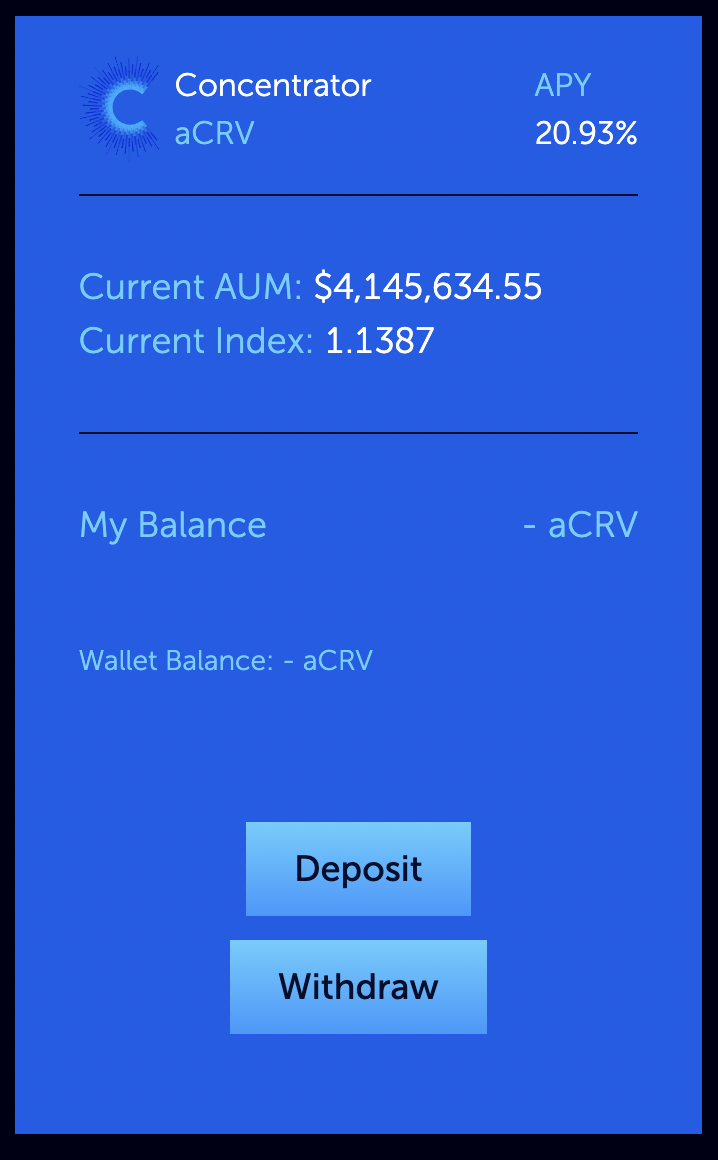 Concentrator
aCRV
APY
20.93%
Current AUM: $4,145,634.55
Current Index: 1.1387
My Balance - aCRV
Wallet Balance: - aCRV
Deposit
Withdraw